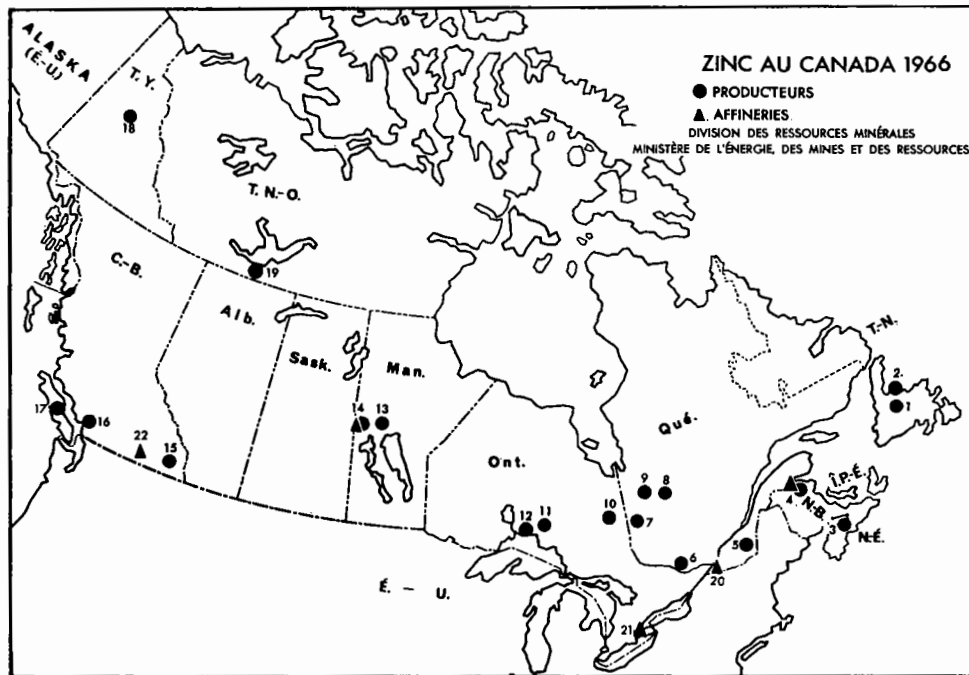 ALASKA
(É.-U)
T.Y.
18
ZINC AU CANADA 1966
● PRODUCTEURS
▲ AFFINERIES
DIVISION DES RESSOURCES MINÉRALES
MINISTÈRE DE L'ÉNERGIE, DES MINES ET DES RESSOURCES
T.N.-O.
C.-B.
19
Alb.
Sask.
Man.
T.-N.
2.
1
17
16
22
15
14 13
Ont.
Qué.
Î.P.-É.
4
N.-B.
3
N.-É.
9 8
10
7
12 11
5
6
20
É. - U.
21